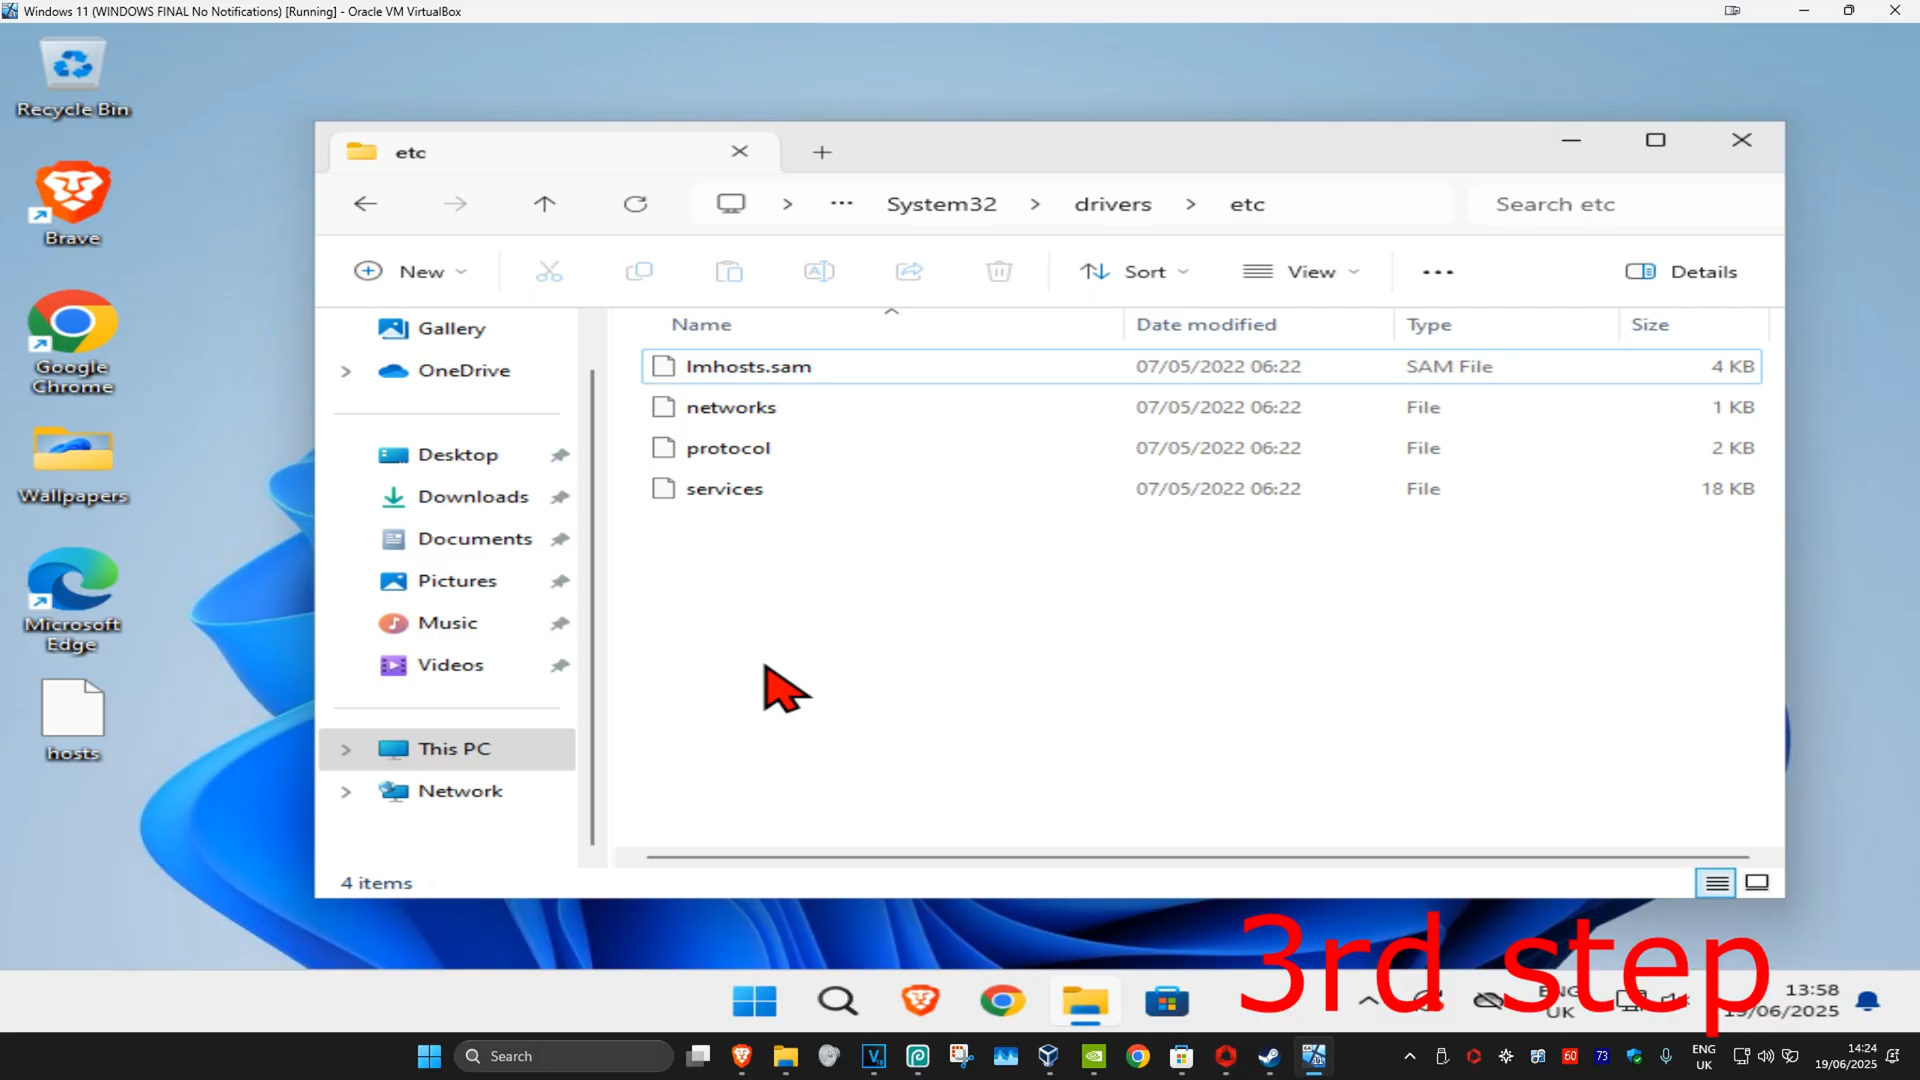 Windows 11 (WINDOWS FINAL No Notifications) [Running] - Oracle VM VirtualBox
Recycle Bin
Brave
Google
Chrome
Wallpapers
Microsoft
Edge
hosts
etc
System32 > drivers > etc
Search etc
New
Sort
View
Details
Gallery
OneDrive
Desktop
Downloads
Documents
Pictures
Music
Videos
This PC
Network
Name Date modified Type Size
lmhosts.sam 07/05/2022 06:22 SAM File 4 KB
networks 07/05/2022 06:22 File 1 KB
protocol 07/05/2022 06:22 File 2 KB
services 07/05/2022 06:22 File 18 KB
4 items
3rd step
ENG
UK
13:58
19/06/2025
Search
60
73
ENG
UK
14:24
19/06/2025